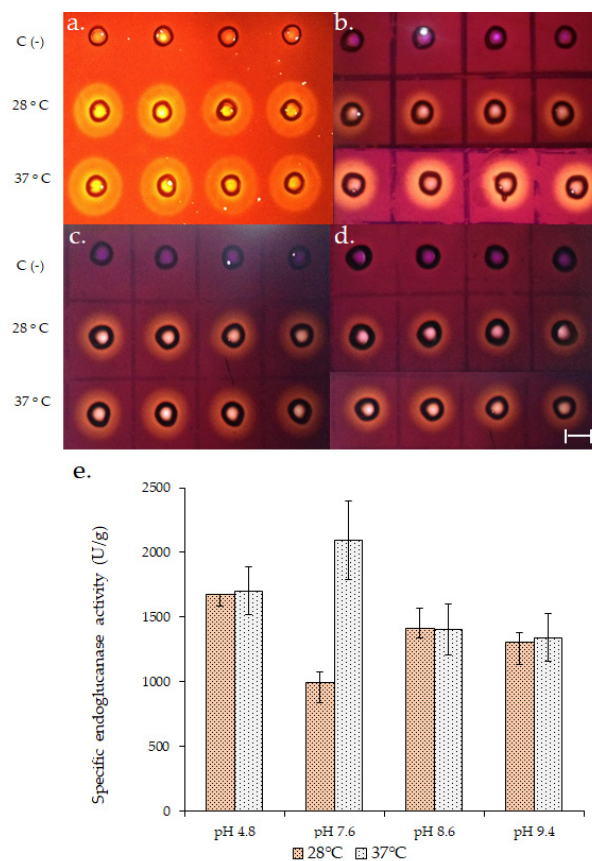 a.
b.
C (-)
28 ° C
37 ° C
c.
d.
C (-)
28 ° C
37 ° C
e.
Specific endoglucanase activity (U/g)
2500
2000
1500
1000
500
0
pH 4.8 pH 7.6 pH 8.6 pH 9.4
28°C 37°C